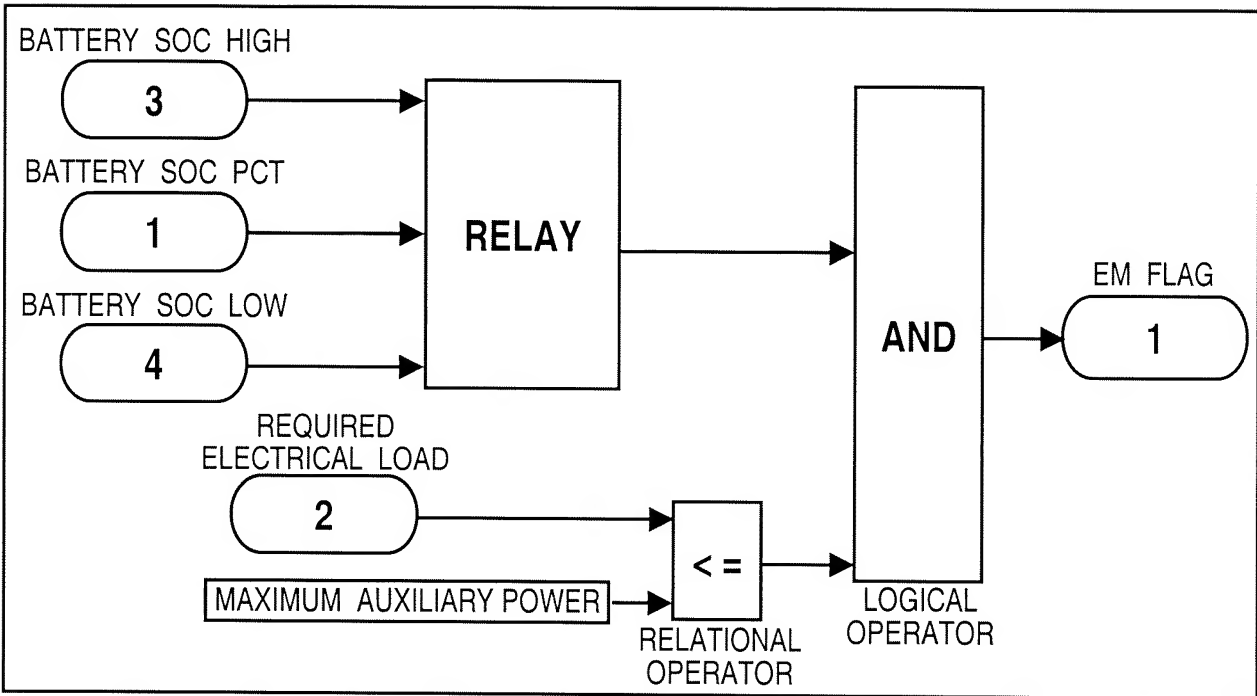 BATTERY SOC HIGH
3
BATTERY SOC PCT
1
BATTERY SOC LOW
4
RELAY
REQUIRED
ELECTRICAL LOAD
2
MAXIMUM AUXILIARY POWER
< =
RELATIONAL
OPERATOR
AND
LOGICAL
OPERATOR
EM FLAG
1